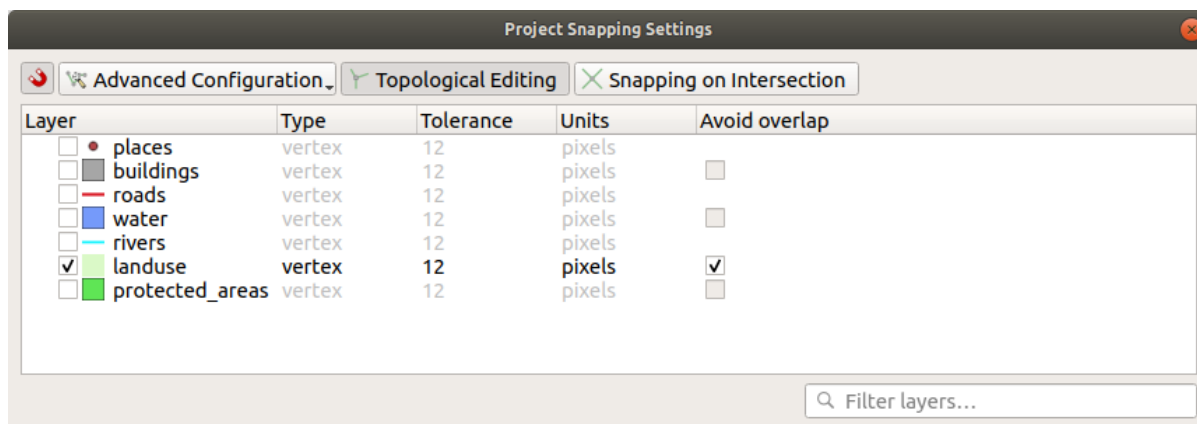 Project Snapping Settings
Advanced Configuration Topological Editing Snapping on Intersection
Layer Type Tolerance Units Avoid overlap
places vertex 12 pixels
buildings vertex 12 pixels
roads vertex 12 pixels
water vertex 12 pixels
rivers vertex 12 pixels
landuse vertex 12 pixels
protected_areas vertex 12 pixels
Filter layers...